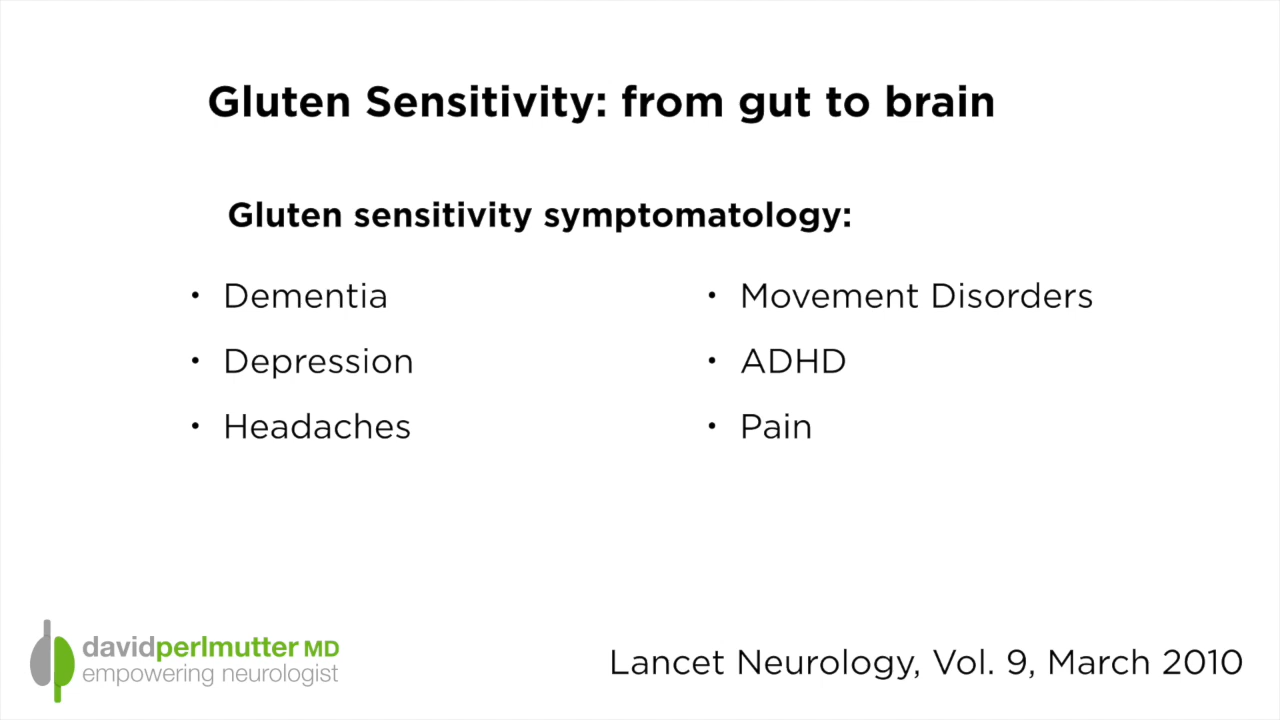 Gluten Sensitivity: from gut to brain
Gluten sensitivity symptomatology:
• Dementia
• Depression
• Headaches
• Movement Disorders
• ADHD
• Pain
davidperlmutter MD
empowering neurologist
Lancet Neurology, Vol. 9, March 2010